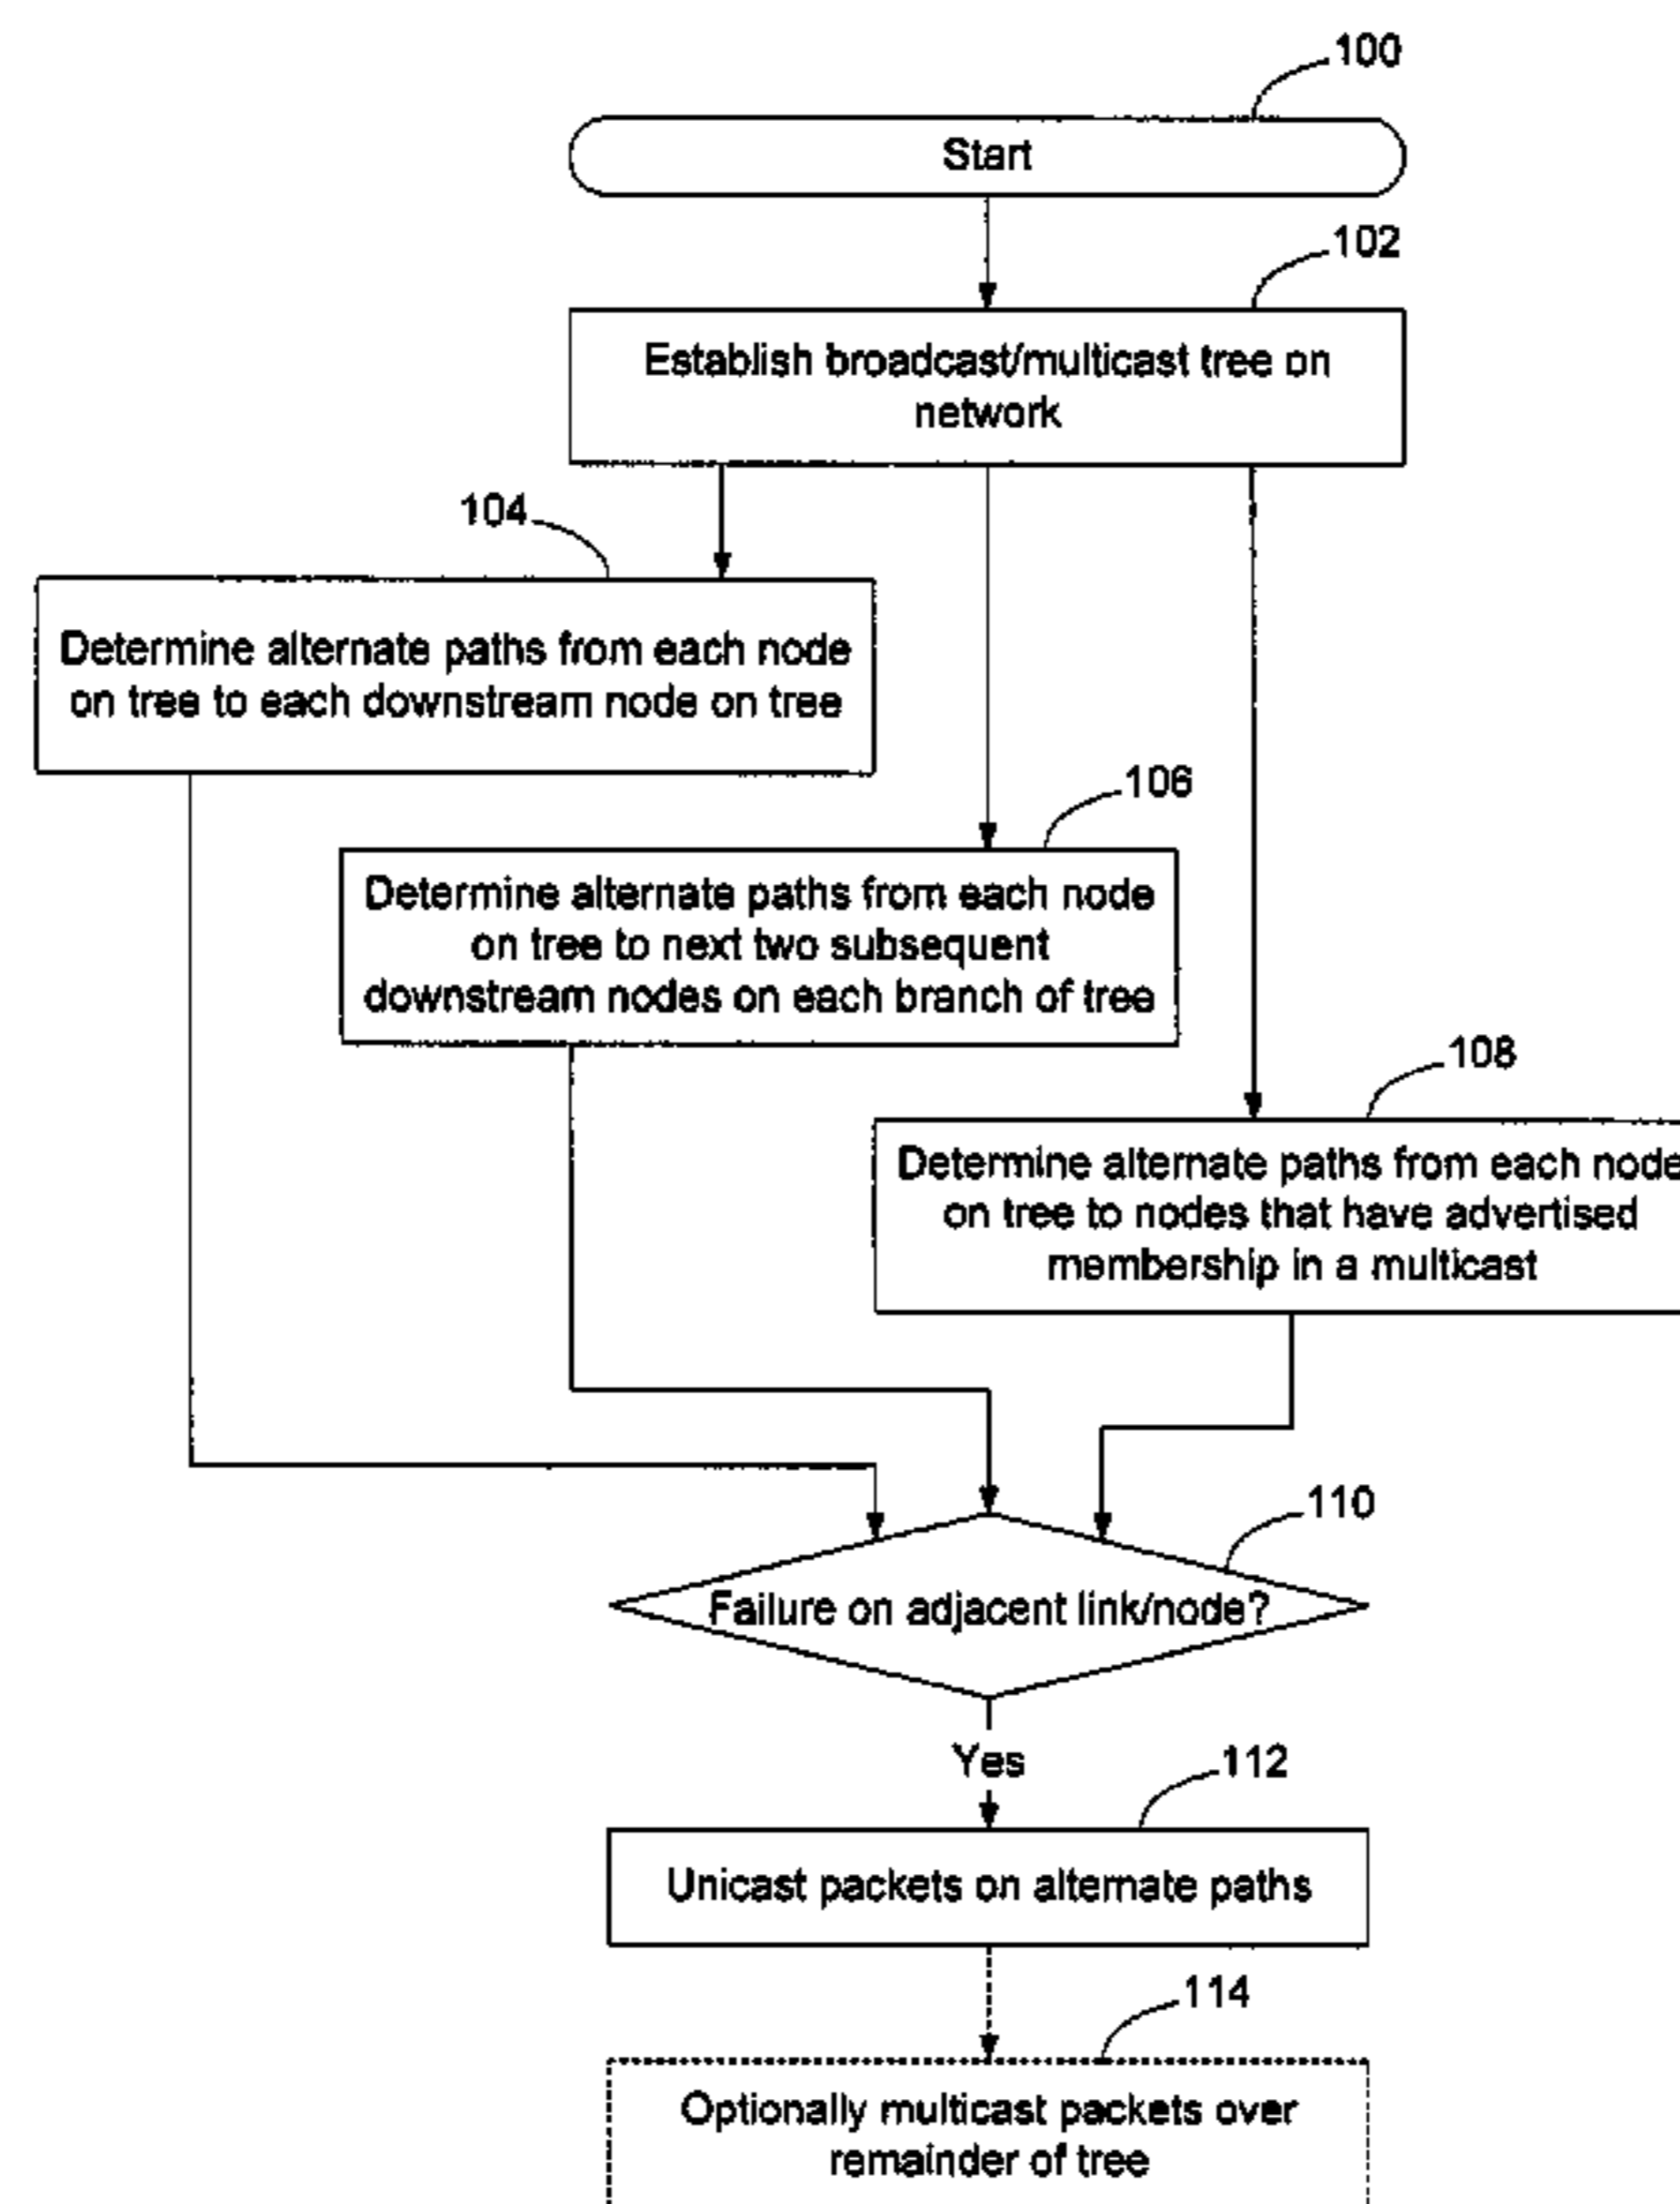 100
Start
102
Establish broadcast/multicast tree on
network
104
Determine alternate paths from each node
on tree to each downstream node on tree
106
Determine alternate paths from each node
on tree to next two subsequent
downstream nodes on each branch of tree
108
Determine alternate paths from each node
on tree to nodes that have advertised
membership in a multicast
110
Failure on adjacent link/node?
Yes
112
Unicast packets on alternate paths
114
Optionally multicast packets over
remainder of tree